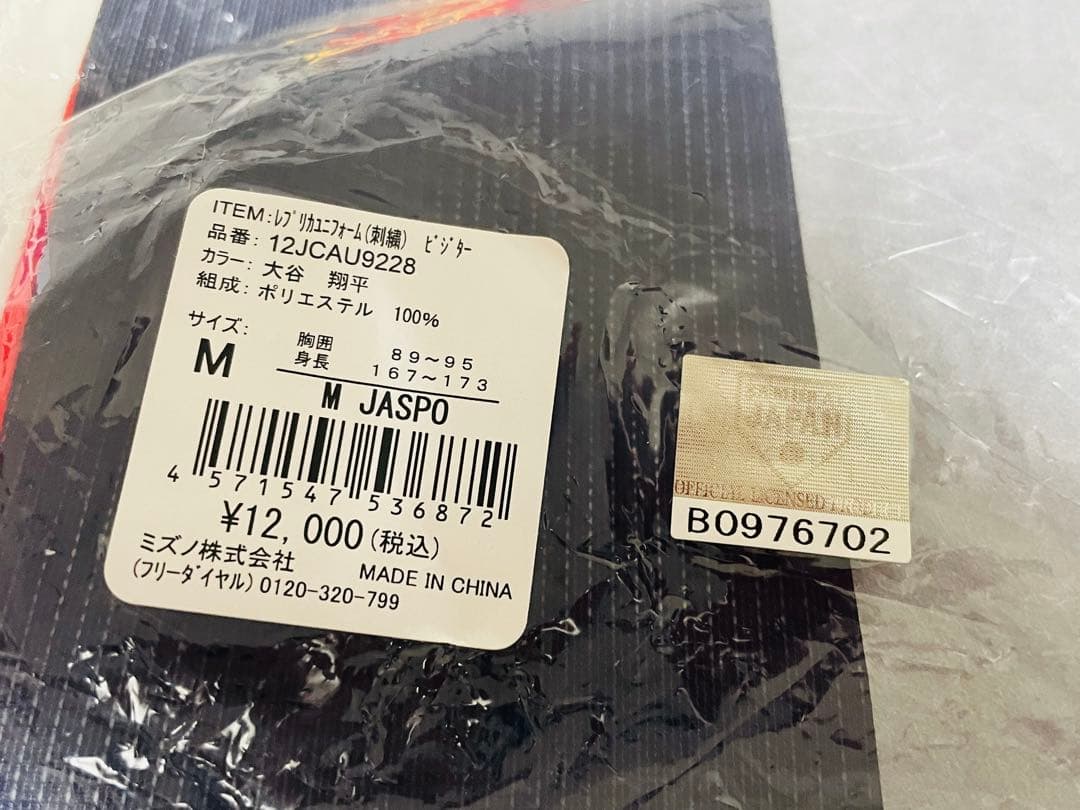 ITEM:ﾚﾌﾟﾘｶﾕﾆﾌｫｰﾑ(刺繍) ﾋﾞｼﾞﾀｰ
品番: 12JCAU9228
カラー: 大谷 翔平
組成: ポリエステル 100%
サイズ:
M
胸囲 89～95
身長 167～173
M JASPO
4 571547 536872
¥12,000(税込)
ミズノ株式会社
MADE IN CHINA
(フリーダイヤル) 0120-320-799
JAPAN
OFFICIAL LICENSED PRODUCT
B0976702